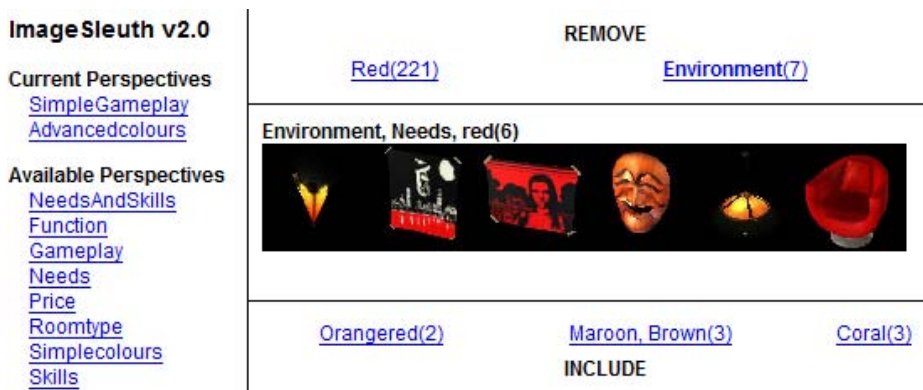 ImageSleuth v2.0
Current Perspectives
SimpleGameplay
Advancedcolours
Available Perspectives
NeedsAndSkills
Function
Gameplay
Needs
Price
Roomtype
Simplecolours
Skills
REMOVE
Red(221)
Environment(7)
Environment, Needs, red(6)
Orangered(2)
Maroon, Brown(3)
Coral(3)
INCLUDE